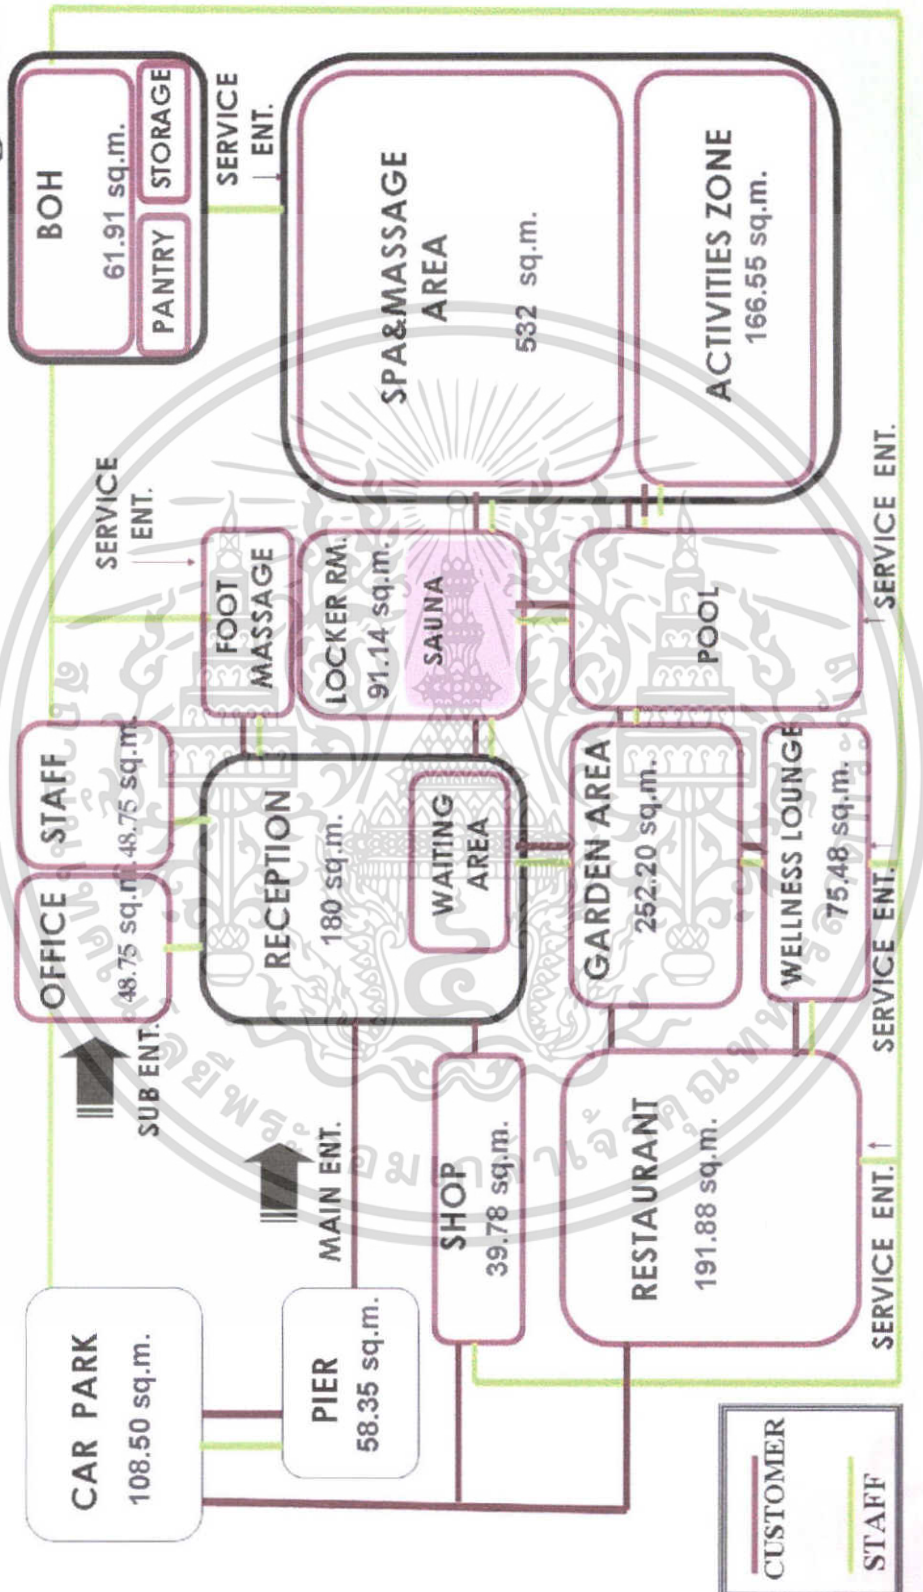 CAR PARK
108.50 sq.m.
SUB ENT.
OFFICE
48.75 sq.m.
STAFF
48.75 sq.m.
SERVICE
ENT.
BOH
61.91 sq.m.
PANTRY
STORAGE
SERVICE
ENT.
PIER
58.35 sq.m.
MAIN ENT.
RECEPTION
180 sq.m.
WAITING
AREA
FOOT
MASSAGE
LOCKER RM.
91.14 sq.m.
SAUNA
SPA&MASSAGE
AREA
532 sq.m.
ACTIVITIES ZONE
166.55 sq.m.
SHOP
39.78 sq.m.
RESTAURANT
191.88 sq.m.
GARDEN AREA
252.20 sq.m.
WELLNESS LOUNGE
75.48 sq.m.
POOL
SERVICE ENT.
SERVICE ENT.
SERVICE ENT.
CUSTOMER
STAFF